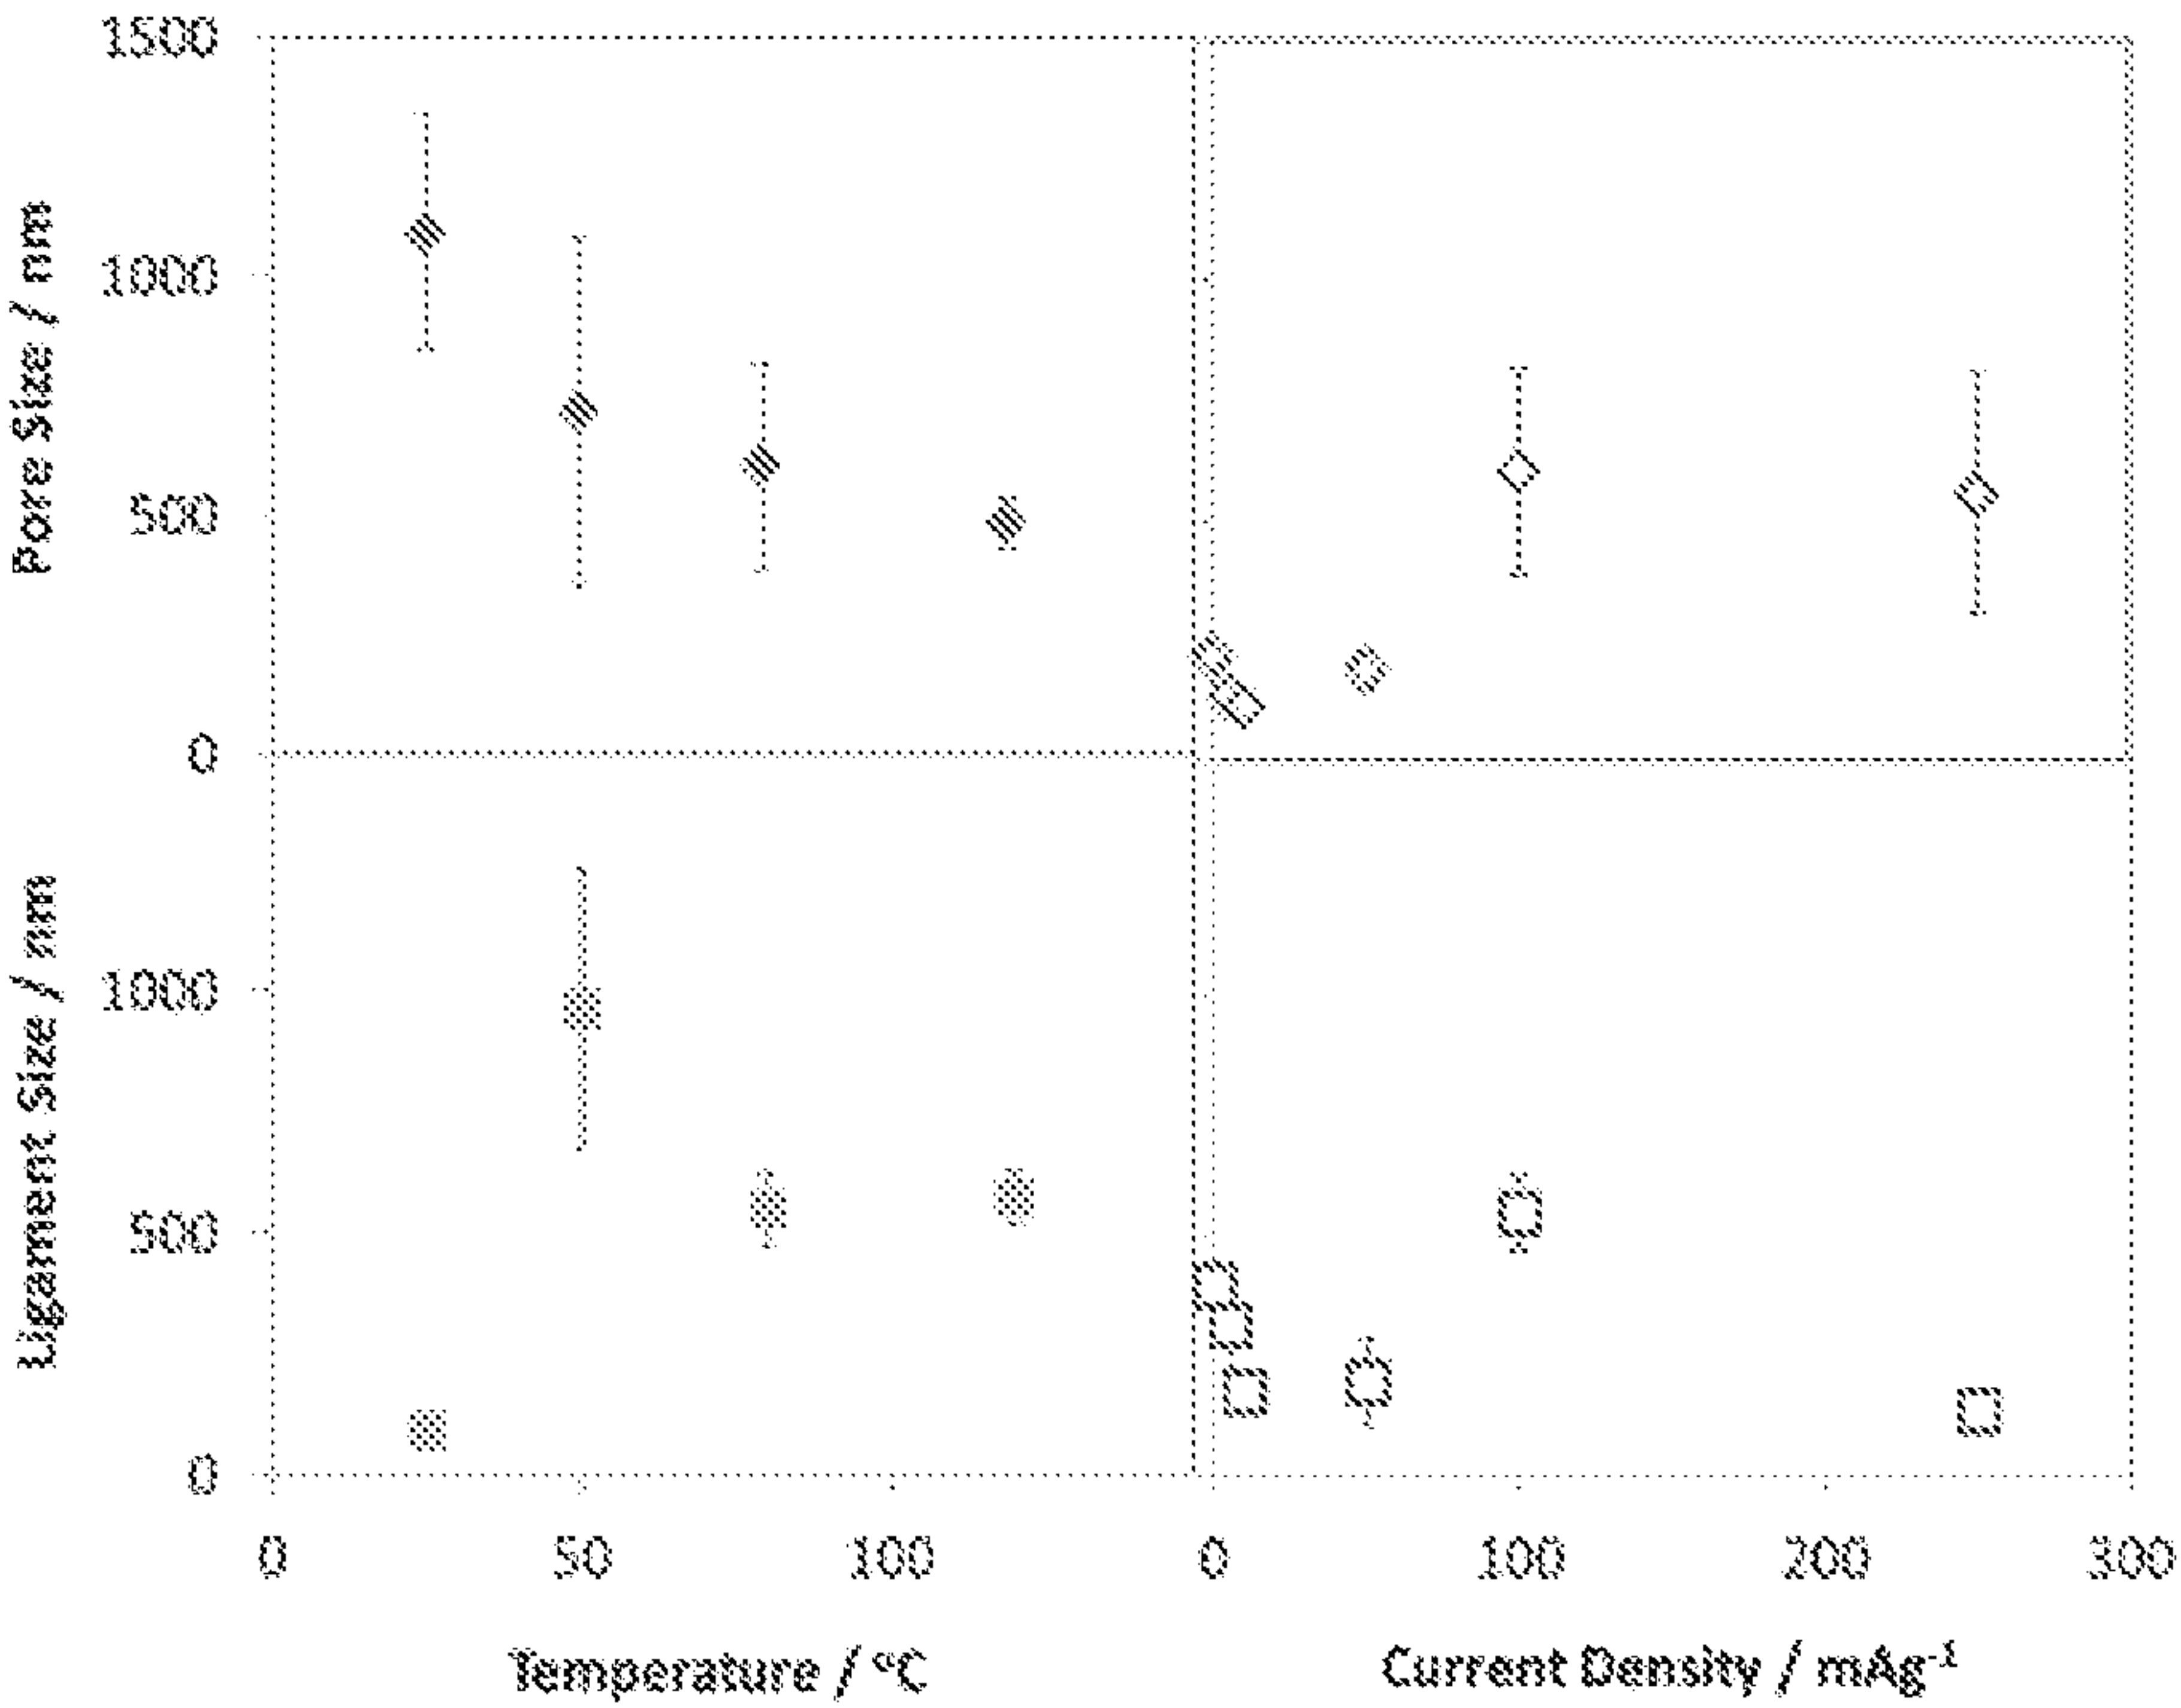 1500
1000
500
0
Pore Size / nm
1000
500
0
Ligament Size / nm
0 50 100
0 100 200 300
Temperature / °C
Current Density / mAg⁻¹